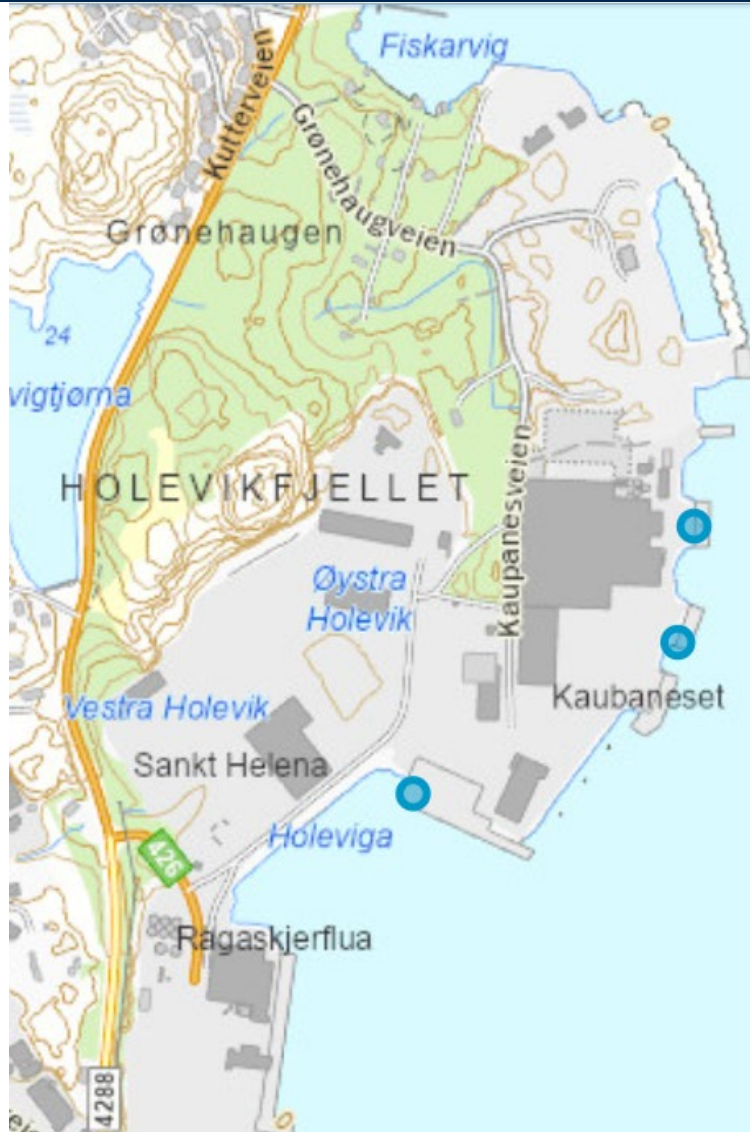 Fiskarvig
Kutterveien
Grønehaugveien
Grønehaugen
24
vigtjørna
HOLEVIKFJELLET
Kaupanesveien
Øystra
Holevik
Vestra Holevik
Kaubaneset
Sankt Helena
Holeviga
426
Ragaskjerflua
4288